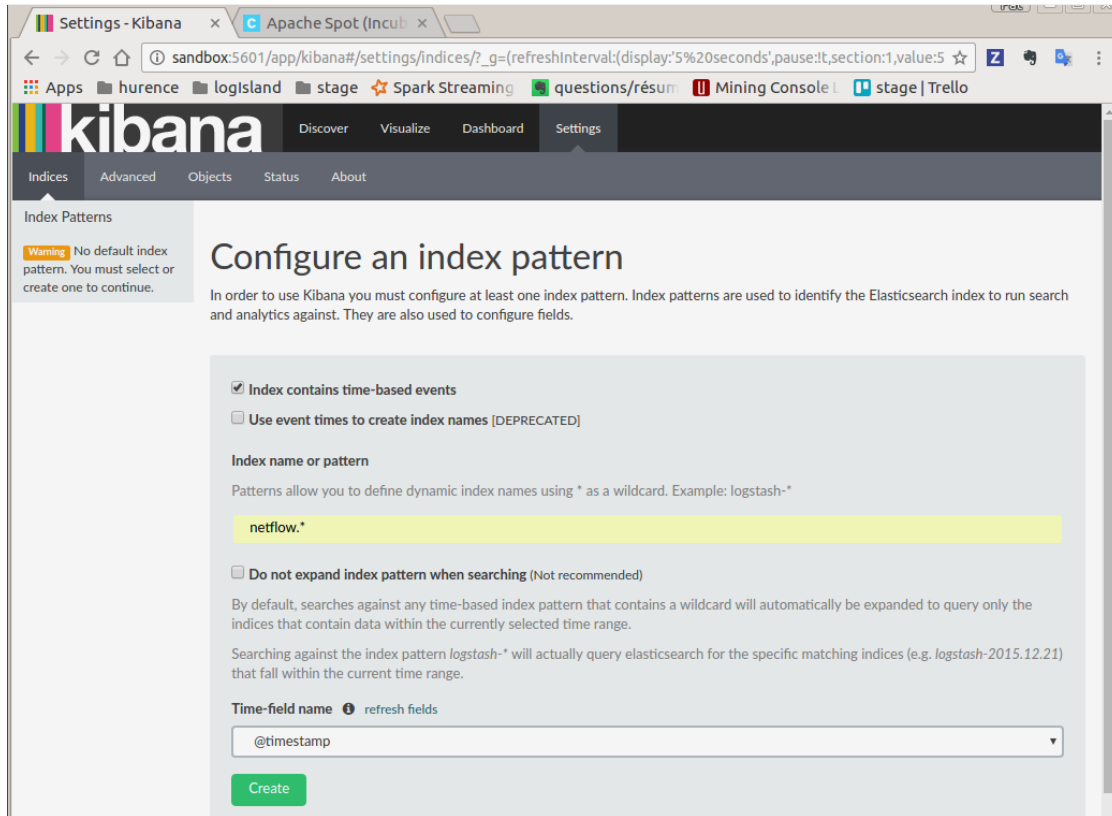 Pat
Settings - Kibana
Apache Spot (Incub
sandbox:5601/app/kibana#/settings/indices/?_g=(refreshInterval:(display:'5%20seconds',pause:!t,section:1,value:5
Apps hurence logIsland stage Spark Streaming questions/résum Mining Console L stage | Trello
kibana Discover Visualize Dashboard Settings
Indices Advanced Objects Status About
Index Patterns
Warning No default index
pattern. You must select or
create one to continue.
Configure an index pattern
In order to use Kibana you must configure at least one index pattern. Index patterns are used to identify the Elasticsearch index to run search
and analytics against. They are also used to configure fields.
Index contains time-based events
Use event times to create index names [DEPRECATED]
Index name or pattern
Patterns allow you to define dynamic index names using * as a wildcard. Example: logstash-*
netflow.*
Do not expand index pattern when searching (Not recommended)
By default, searches against any time-based index pattern that contains a wildcard will automatically be expanded to query only the
indices that contain data within the currently selected time range.
Searching against the index pattern logstash-* will actually query elasticsearch for the specific matching indices (e.g. logstash-2015.12.21)
that fall within the current time range.
Time-field name refresh fields
@timestamp
Create